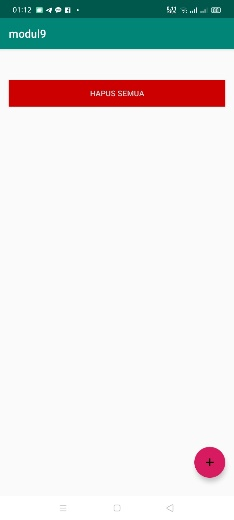 01:12
modul9
HAPUS SEMUA
+